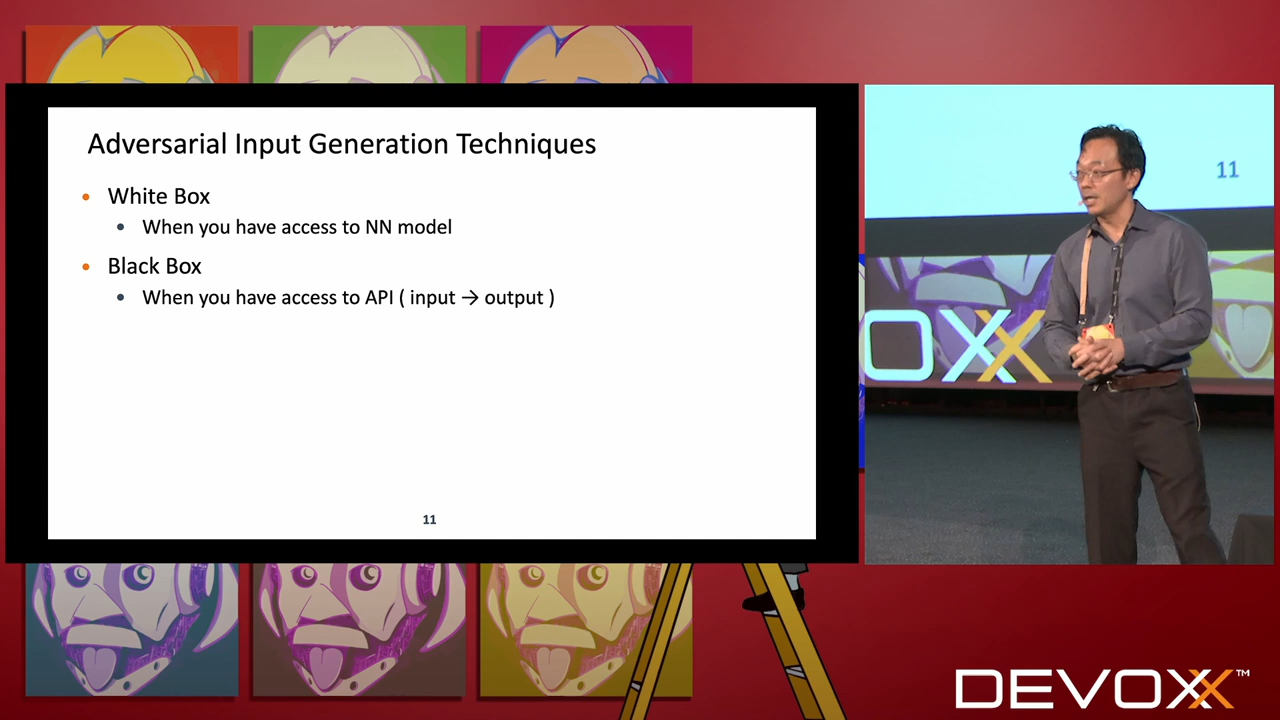 Adversarial Input Generation Techniques
• White Box
• When you have access to NN model
• Black Box
• When you have access to API ( input → output )
11
11
OXX
DEVOXX™